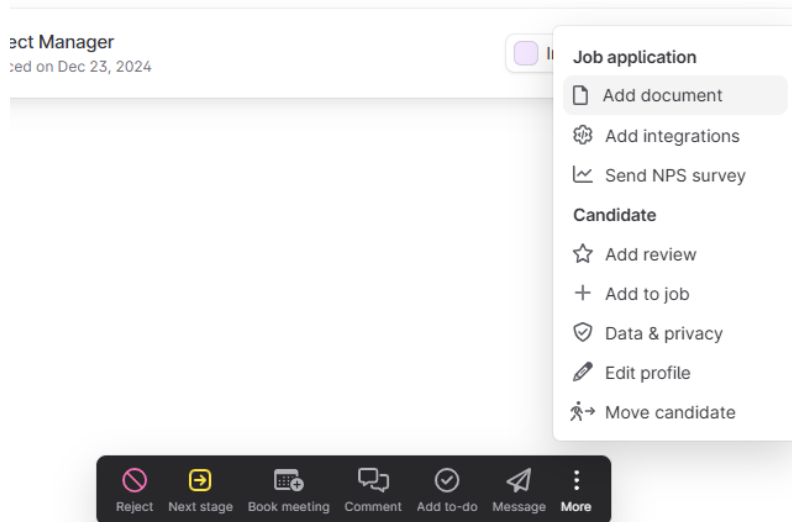 ect Manager
ced on Dec 23, 2024
Job application
Add document
Add integrations
Send NPS survey
Candidate
Add review
Add to job
Data & privacy
Edit profile
Move candidate
Reject
Next stage
Book meeting
Comment
Add to-do
Message
More